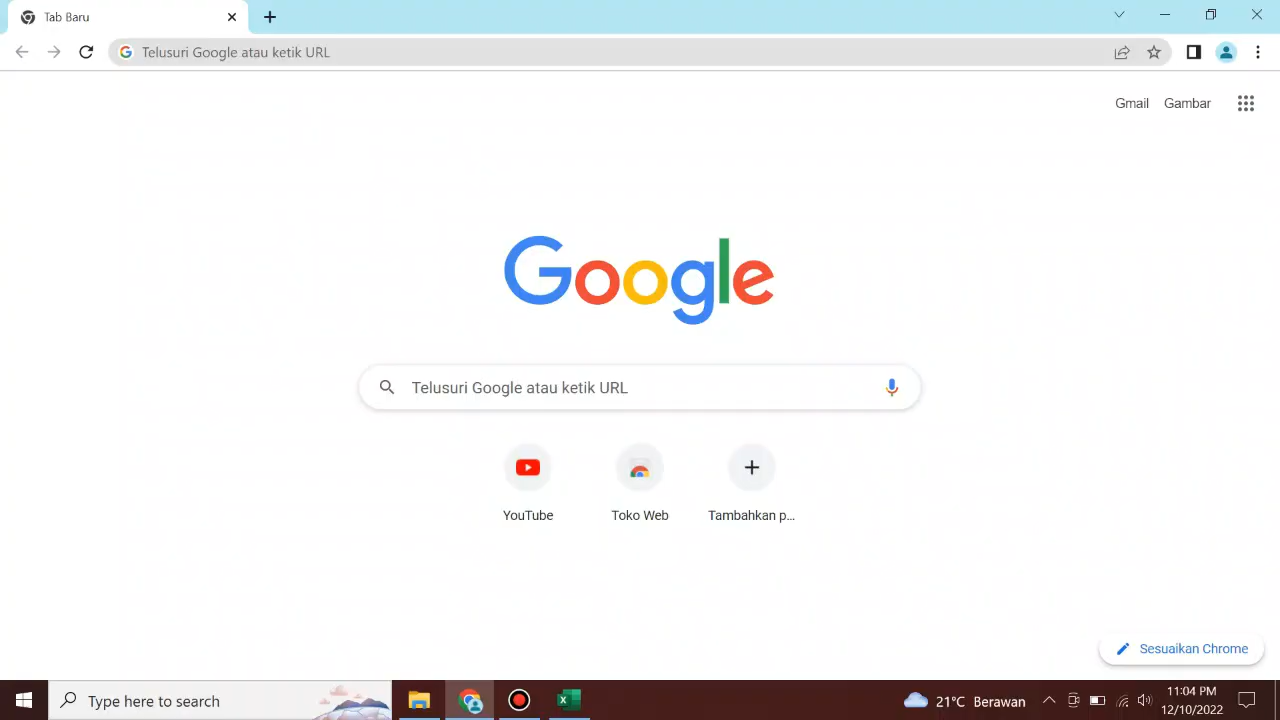 Tab Baru
Telusuri Google atau ketik URL
Gmail Gambar
Google
Telusuri Google atau ketik URL
YouTube Toko Web Tambahkan p...
Sesuaikan Chrome
Type here to search
21°C Berawan
11:04 PM
12/10/2022